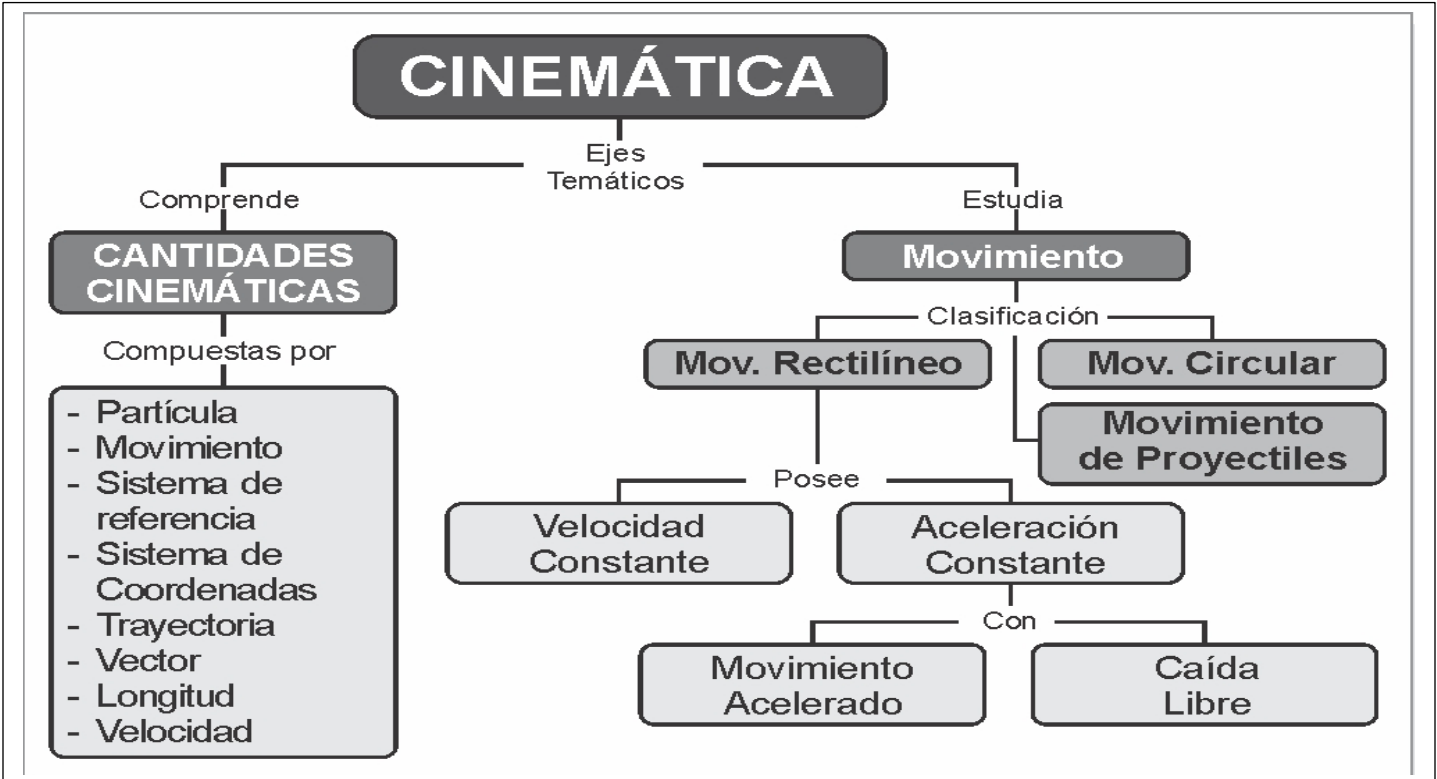 CINEMÁTICA
Ejes
Temáticos
Comprende
CANTIDADES
CINEMÁTICAS
Compuestas por
- Partícula
- Movimiento
- Sistema de
referencia
- Sistema de
Coordenadas
- Trayectoria
- Vector
- Longitud
- Velocidad
Estudia
Movimiento
Clasificación
Mov. Rectilíneo
Mov. Circular
Movimiento
de Proyectiles
Posee
Velocidad
Constante
Aceleración
Constante
Con
Movimiento
Acelerado
Caída
Libre